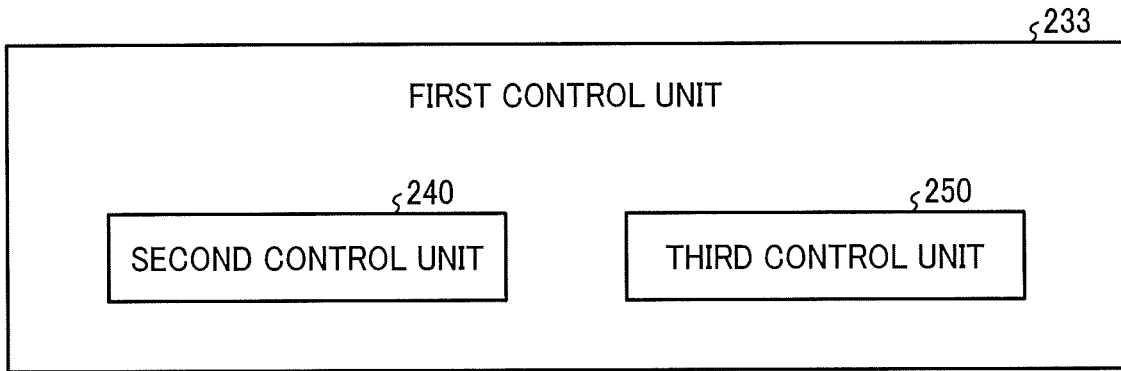 233
FIRST CONTROL UNIT
240
250
SECOND CONTROL UNIT
THIRD CONTROL UNIT